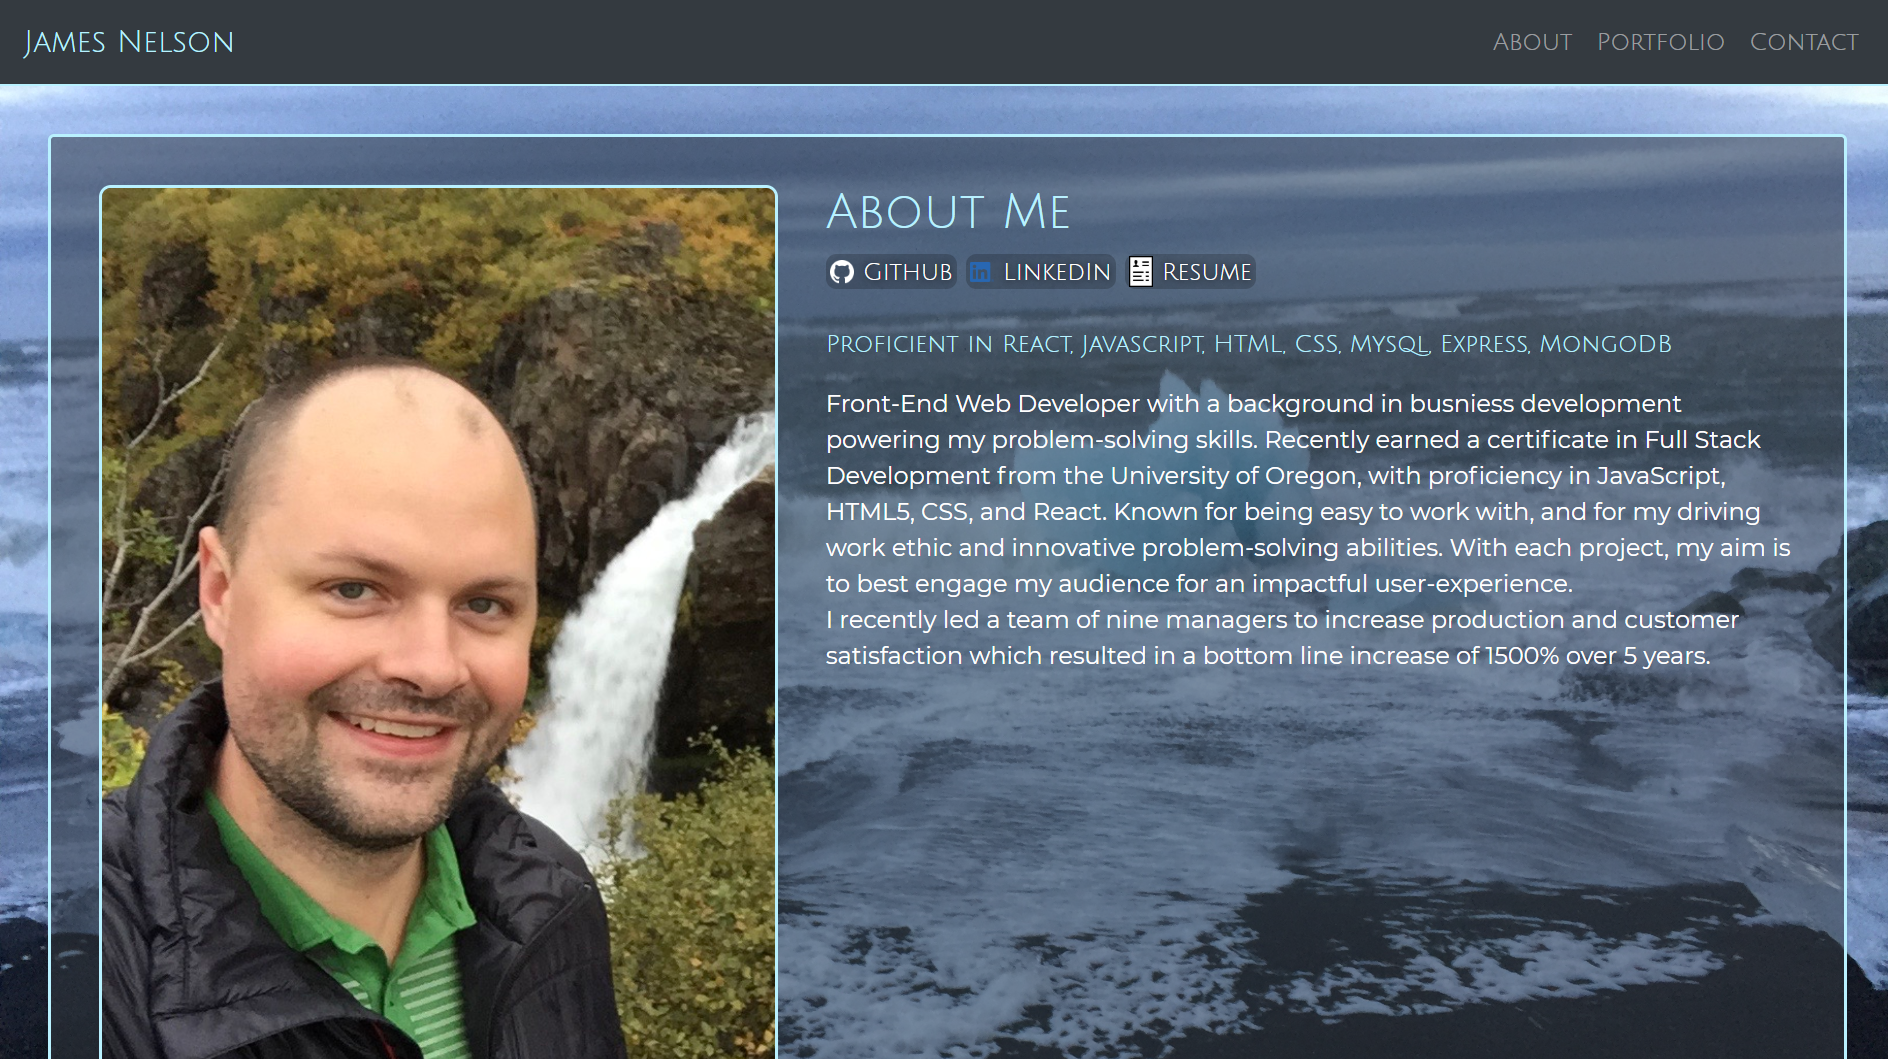 James Nelson
About Portfolio Contact
About Me
Github LinkedIn Resume
Proficient in React, Javascript, HTML, CSS, Mysql, Express, MongoDB
Front-End Web Developer with a background in busniess development
powering my problem-solving skills. Recently earned a certificate in Full Stack
Development from the University of Oregon, with proficiency in JavaScript,
HTML5, CSS, and React. Known for being easy to work with, and for my driving
work ethic and innovative problem-solving abilities. With each project, my aim is
to best engage my audience for an impactful user-experience.
I recently led a team of nine managers to increase production and customer
satisfaction which resulted in a bottom line increase of 1500% over 5 years.